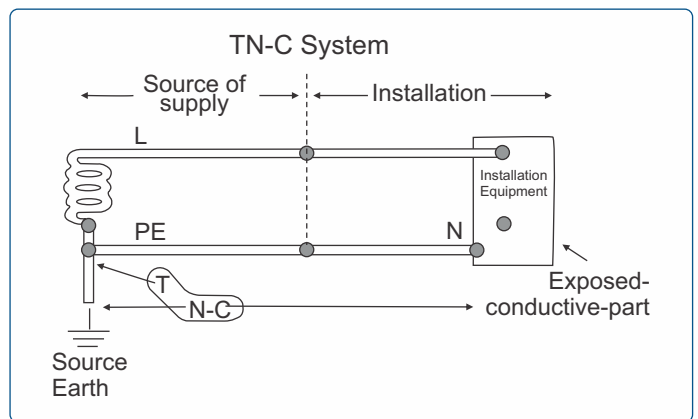 TN-C System
Source of
supply
Installation
L
Installation
Equipment
PE
N
T
N-C
Exposed-
conductive-part
Source
Earth